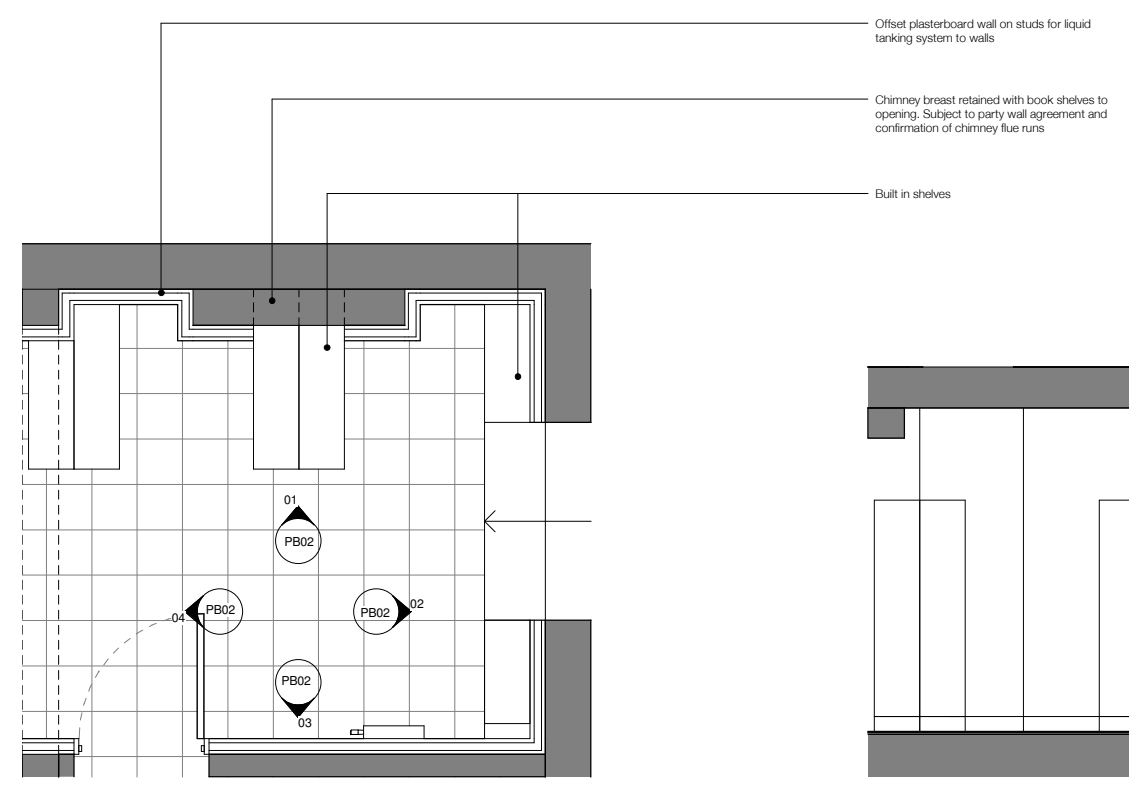 Offset plasterboard wall on studs for liquid
tanking system to walls
Chimney breast retained with book shelves to
opening. Subject to party wall agreement and
confirmation of chimney flue runs
Built in shelves
01
PB02
04
PB02
PB02
02
PB02
03